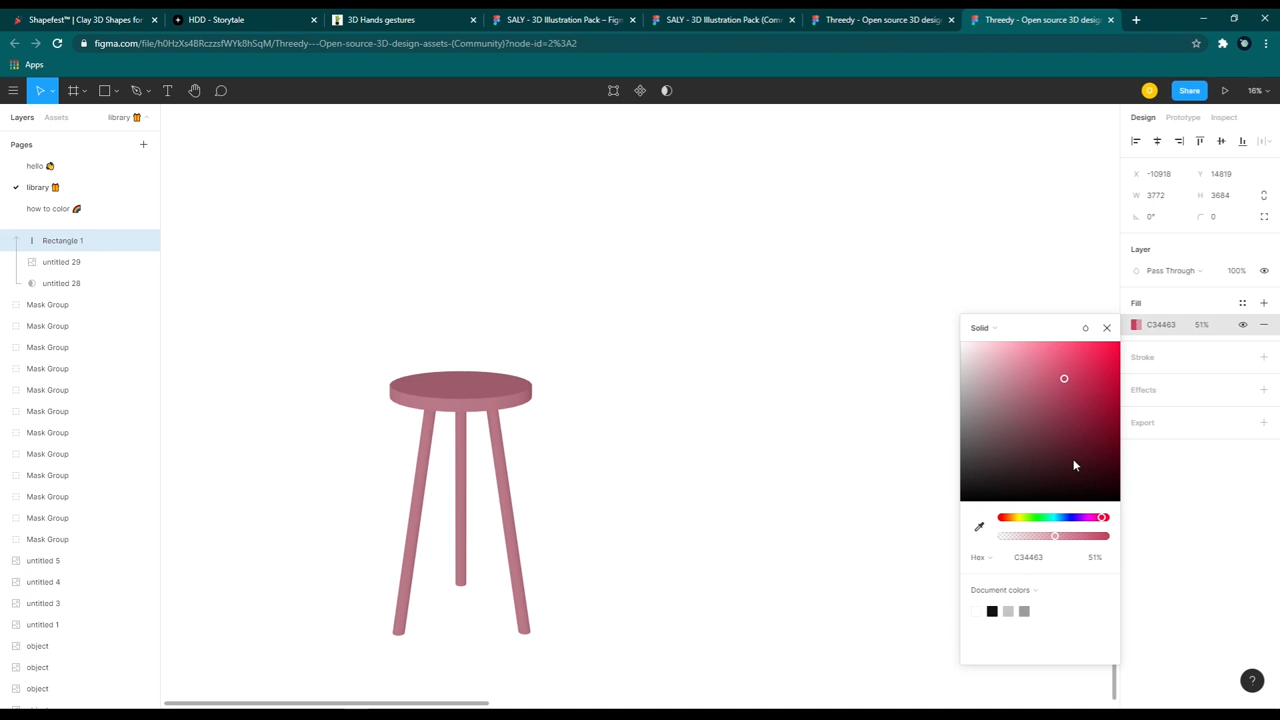 Shapefest™ | Clay 3D Shapes for
HDD - Storytale
3D Hands gestures
SALY - 3D Illustration Pack – Fig
SALY - 3D Illustration Pack (Com
Threedy - Open source 3D design
Threedy - Open source 3D design
figma.com/file/h0HzXs4BRczzsfWYk8hSqM/Threedy---Open-source-3D-design-assets-(Community)?node-id=2%3A2
Apps
Share
16%
Layers Assets library
Design Prototype Inspect
Pages
hello
library
how to color
Rectangle 1
untitled 29
untitled 28
Mask Group
Mask Group
Mask Group
Mask Group
Mask Group
Mask Group
Mask Group
Mask Group
Mask Group
Mask Group
Mask Group
Mask Group
untitled 5
untitled 4
untitled 3
untitled 1
object
object
object
X -10918 Y 14819
W 3772 H 3684
0° 0
Layer
Pass Through 100%
Fill
C34463 51%
Stroke
Effects
Export
Solid
Hex C34463 51%
Document colors
?